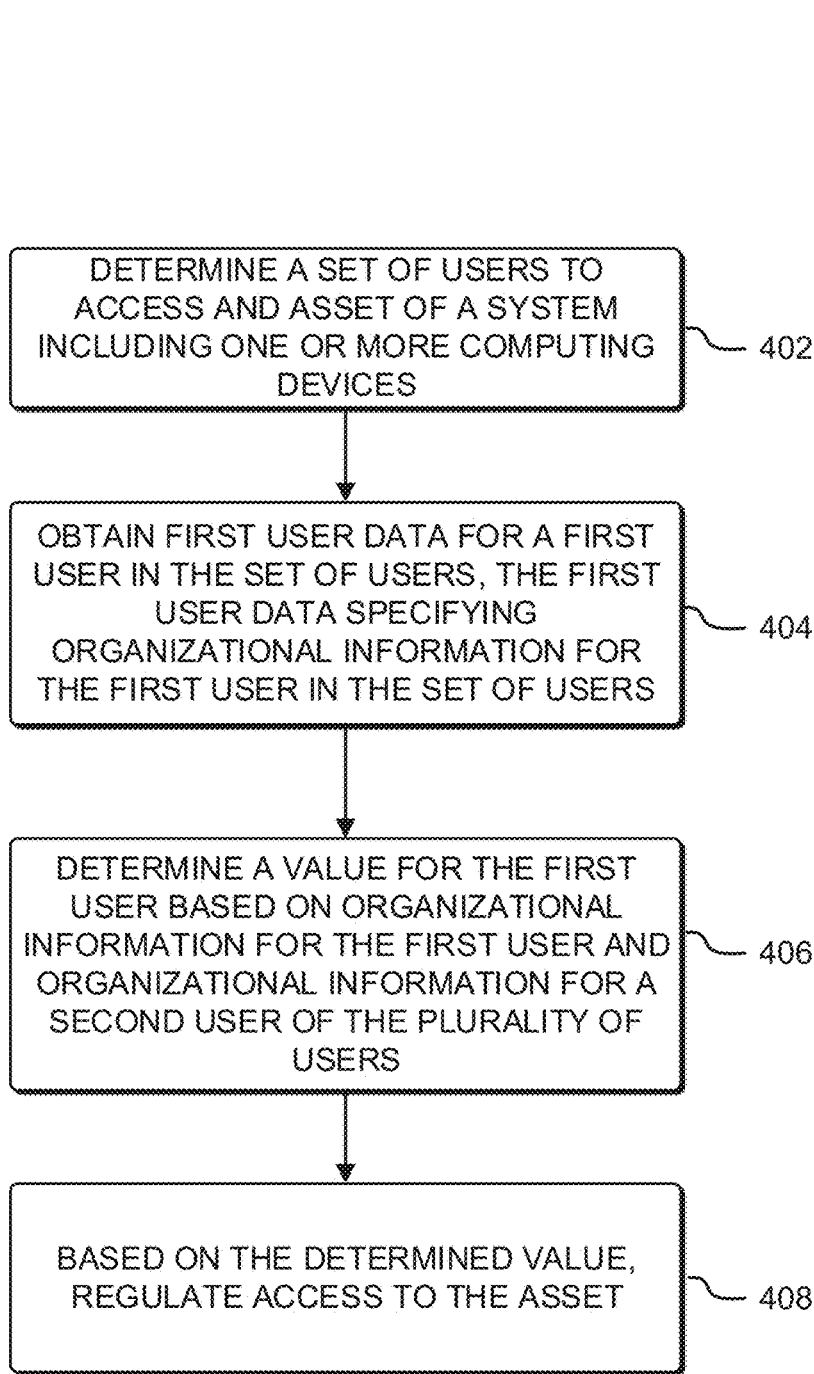 DETERMINE A SET OF USERS TO
ACCESS AND ASSET OF A SYSTEM
INCLUDING ONE OR MORE COMPUTING
DEVICES
402
OBTAIN FIRST USER DATA FOR A FIRST
USER IN THE SET OF USERS, THE FIRST
USER DATA SPECIFYING
ORGANIZATIONAL INFORMATION FOR
THE FIRST USER IN THE SET OF USERS
404
DETERMINE A VALUE FOR THE FIRST
USER BASED ON ORGANIZATIONAL
INFORMATION FOR THE FIRST USER AND
ORGANIZATIONAL INFORMATION FOR A
SECOND USER OF THE PLURALITY OF
USERS
406
BASED ON THE DETERMINED VALUE,
REGULATE ACCESS TO THE ASSET
408